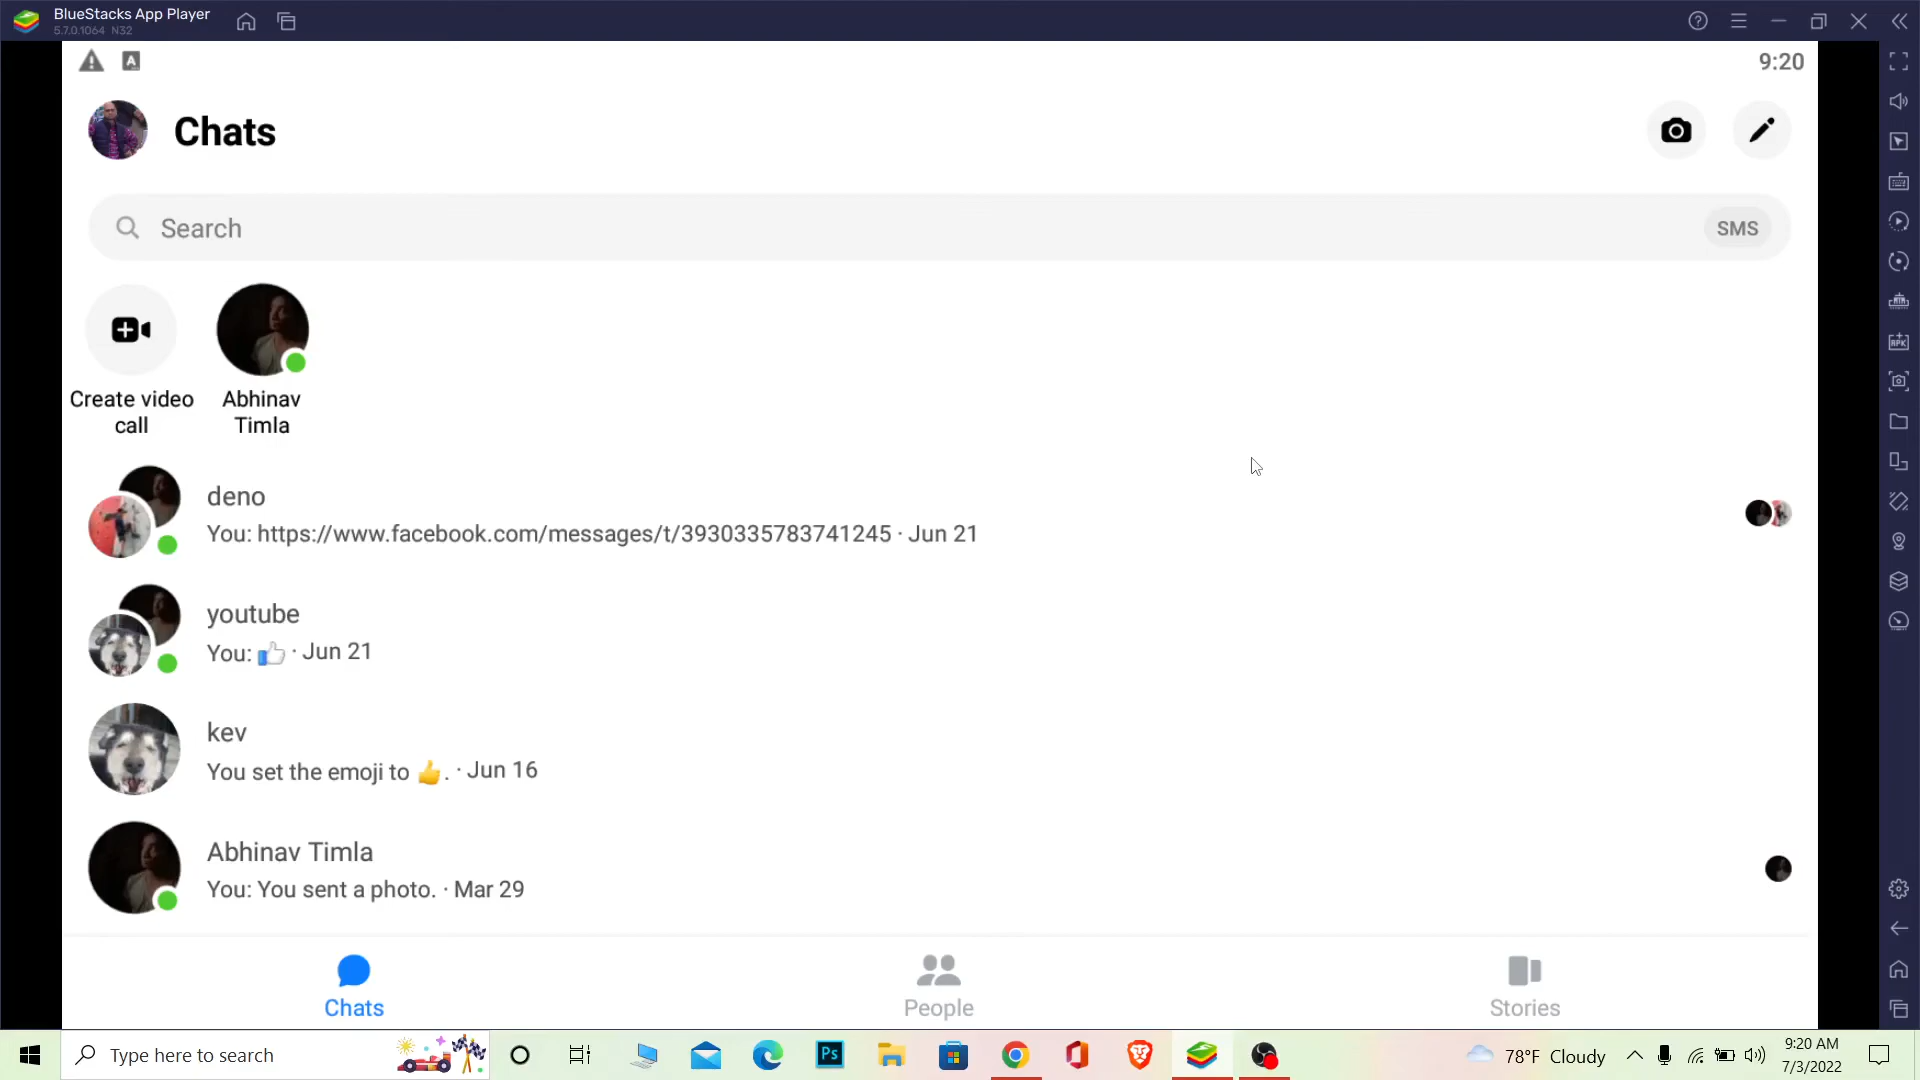 BlueStacks App Player
5.7.0.1064 N32
A
9:20
Chats
Search
SMS
Create video
call
Abhinav
Timla
deno
You: https://www.facebook.com/messages/t/3930335783741245 · Jun 21
youtube
You: 👍 · Jun 21
kev
You set the emoji to 👍. · Jun 16
Abhinav Timla
You: You sent a photo. · Mar 29
Chats
People
Stories
Type here to search
Ps
78°F Cloudy
9:20 AM
7/3/2022